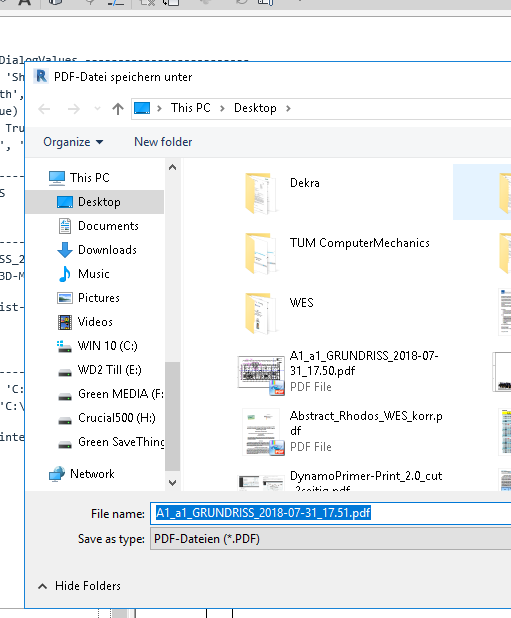 DialogValues -------------------------
'Sh
th',
ue)
Tru
', '
S
SS_2
3D-M
ist-
'C:
'C:\
inte
PDF-Datei speichern unter
This PC > Desktop >
Organize
New folder
This PC
Desktop
Documents
Downloads
Music
Pictures
Videos
WIN 10 (C:)
WD2 Till (E:)
Green MEDIA (F:
Crucial500 (H:)
Green SaveThing
Network
Dekra
TUM ComputerMechanics
WES
A1_a1_GRUNDRISS_2018-07-
31_17.50.pdf
PDF File
Abstract_Rhodos_WES_korr.p
df
PDF File
DynamoPrimer-Print_2.0_cut
_2seitig.pdf
File name: A1_a1_GRUNDRISS_2018-07-31_17.51.pdf
Save as type: PDF-Dateien (*.PDF)
Hide Folders